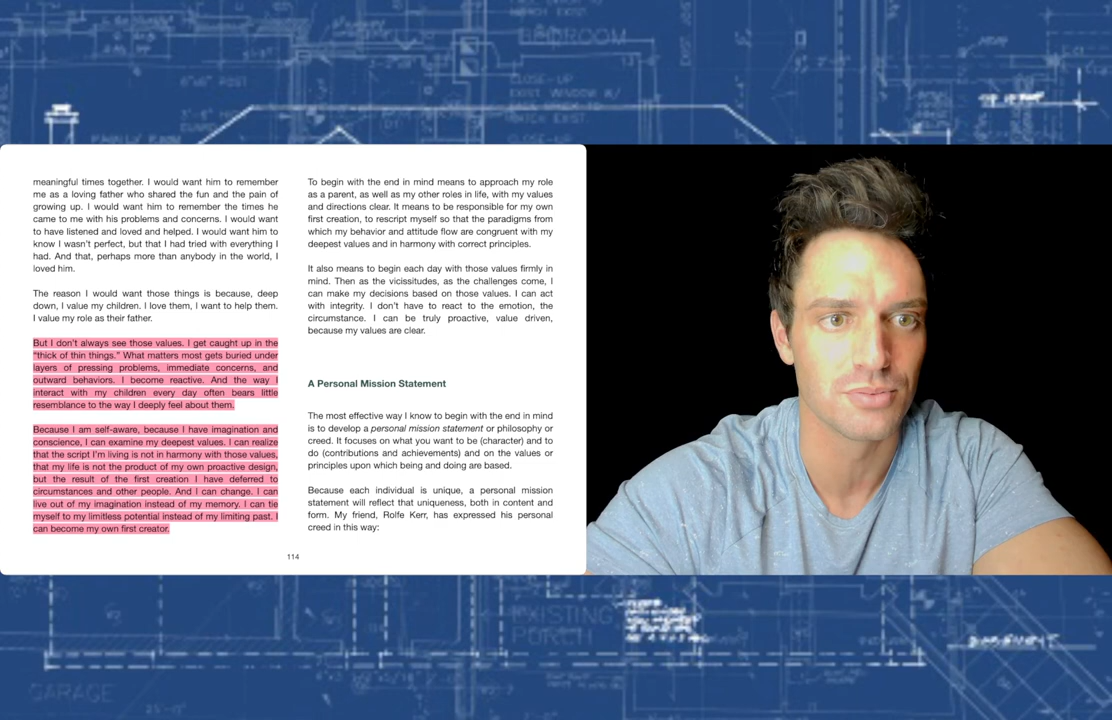 BEDROOM
CLOSE-UP
EXIST WINDOW W/
CLOSE-UP
meaningful times together. I would want him to remember
me as a loving father who shared the fun and the pain of
growing up. I would want him to remember the times he
came to me with his problems and concerns. I would want
to have listened and loved and helped. I would want him to
know I wasn't perfect, but that I had tried with everything I
had. And that, perhaps more than anybody in the world, I
loved him.
The reason I would want those things is because, deep
down, I value my children. I love them, I want to help them.
I value my role as their father.
But I don't always see those values. I get caught up in the
“thick of thin things.” What matters most gets buried under
layers of pressing problems, immediate concerns, and
outward behaviors. I become reactive. And the way I
interact with my children every day often bears little
resemblance to the way I deeply feel about them.
Because I am self-aware, because I have imagination and
conscience, I can examine my deepest values. I can realize
that the script I'm living is not in harmony with those values,
that my life is not the product of my own proactive design,
but the result of the first creation I have deferred to
circumstances and other people. And I can change. I can
live out of my imagination instead of my memory. I can tie
myself to my limitless potential instead of my limiting past. I
can become my own first creator.
To begin with the end in mind means to approach my role
as a parent, as well as my other roles in life, with my values
and directions clear. It means to be responsible for my own
first creation, to rescript myself so that the paradigms from
which my behavior and attitude flow are congruent with my
deepest values and in harmony with correct principles.
It also means to begin each day with those values firmly in
mind. Then as the vicissitudes, as the challenges come, I
can make my decisions based on those values. I can act
with integrity. I don't have to react to the emotion, the
circumstance. I can be truly proactive, value driven,
because my values are clear.
A Personal Mission Statement
The most effective way I know to begin with the end in mind
is to develop a personal mission statement or philosophy or
creed. It focuses on what you want to be (character) and to
do (contributions and achievements) and on the values or
principles upon which being and doing are based.
Because each individual is unique, a personal mission
statement will reflect that uniqueness, both in content and
form. My friend, Rolfe Kerr, has expressed his personal
creed in this way:
114
EXISTING
PORCH
GARAGE